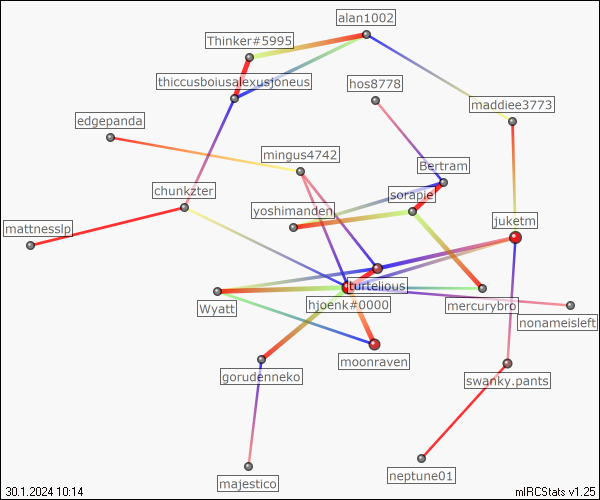 alan1002
Thinker#5995
thiccusboiusalexusjoneus
hos8778
maddiee3773
edgepanda
mingus4742
Bertram
chunkzter
sorapie
yoshimanden
juketm
mattnesslp
turtelious
Wyatt
hjoenk#0000
mercurybro
nonameisleft
moonraven
gorudenneko
swanky.pants
majestico
neptune01
30.1.2024 10:14
mIRCStats v1.25